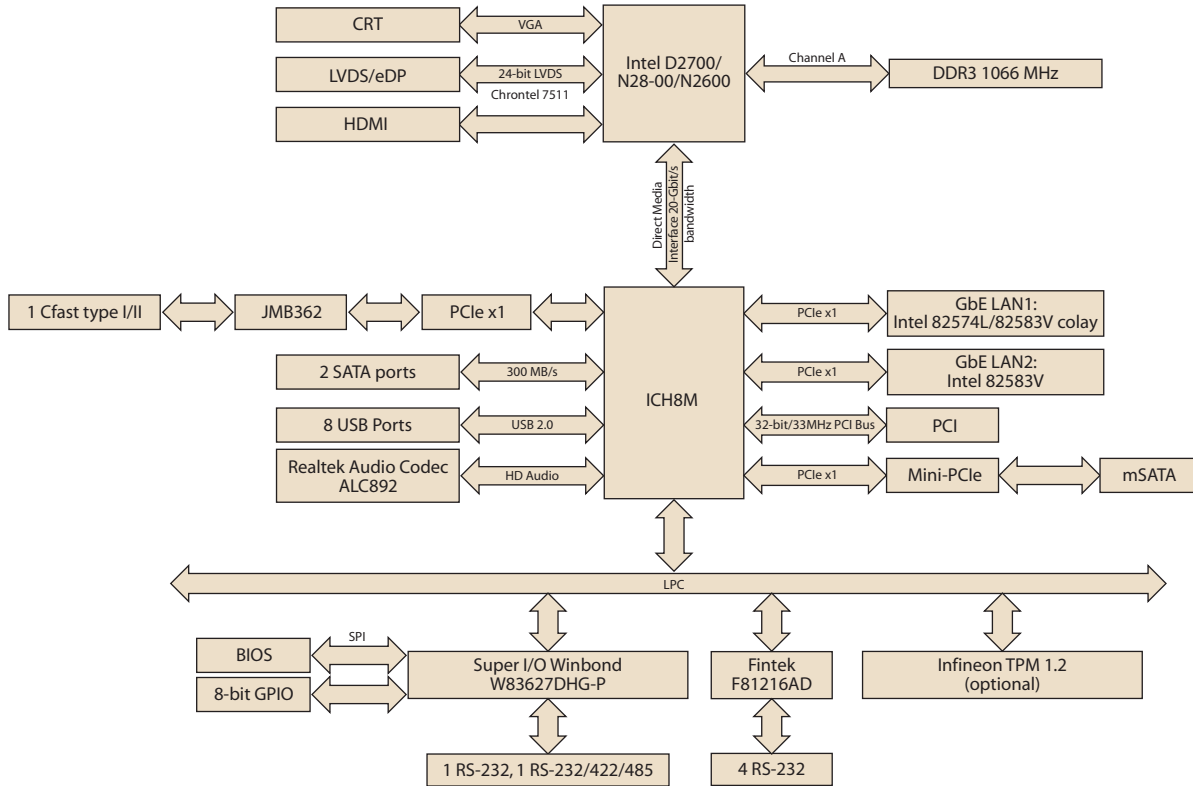 CRT
VGA
LVDS/eDP
24-bit LVDS
Chrontel 7511
HDMI
Intel D2700/
N28-00/N2600
Channel A
DDR3 1066 MHz
Direct Media
Interface 20-Gbit/s
bandwidth
1 Cfast type I/II
JMB362
PCIe x1
2 SATA ports
300 MB/s
8 USB Ports
USB 2.0
Realtek Audio Codec
ALC892
HD Audio
ICH8M
PCIe x1
GbE LAN1:
Intel 82574L/82583V colay
PCIe x1
GbE LAN2:
Intel 82583V
32-bit/33MHz PCI Bus
PCI
PCIe x1
Mini-PCIe
mSATA
LPC
BIOS
SPI
8-bit GPIO
Super I/O Winbond
W83627DHG-P
Fintek
F81216AD
Infineon TPM 1.2
(optional)
1 RS-232, 1 RS-232/422/485
4 RS-232